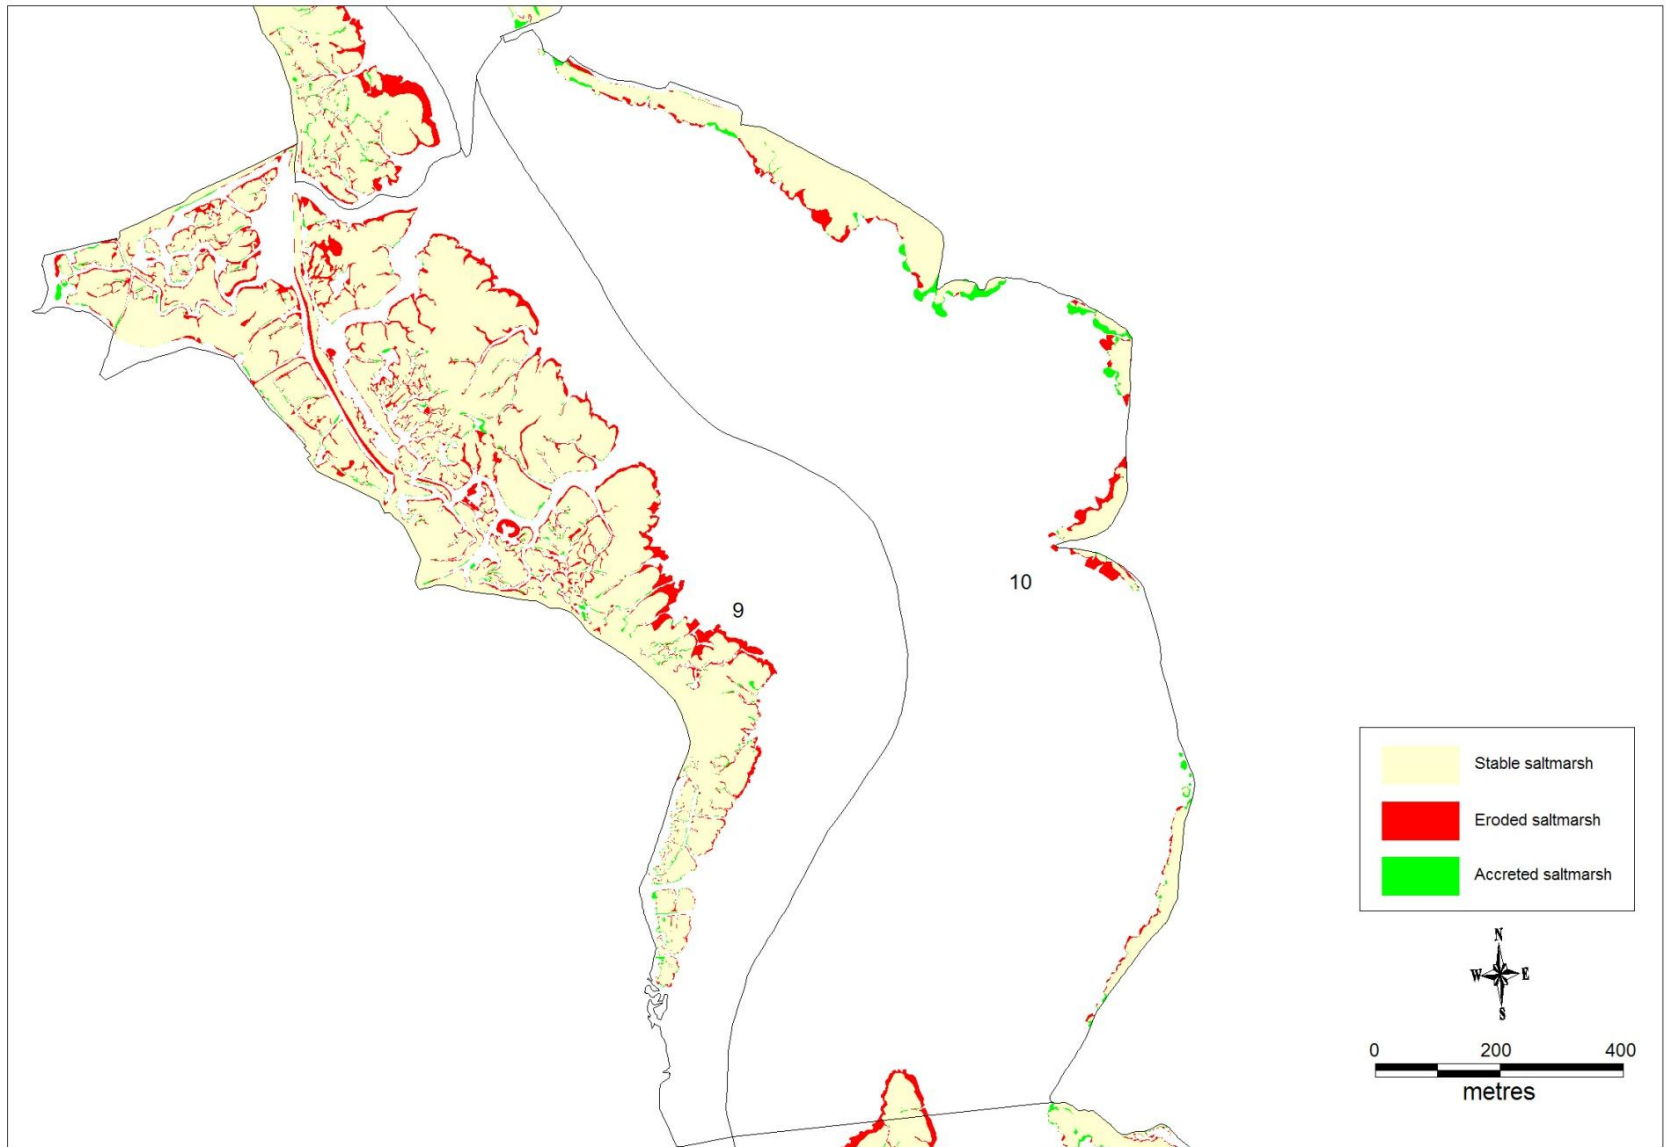 10
9
Stable saltmarsh
Eroded saltmarsh
Accreted saltmarsh
N
W E
S
0 200 400
metres